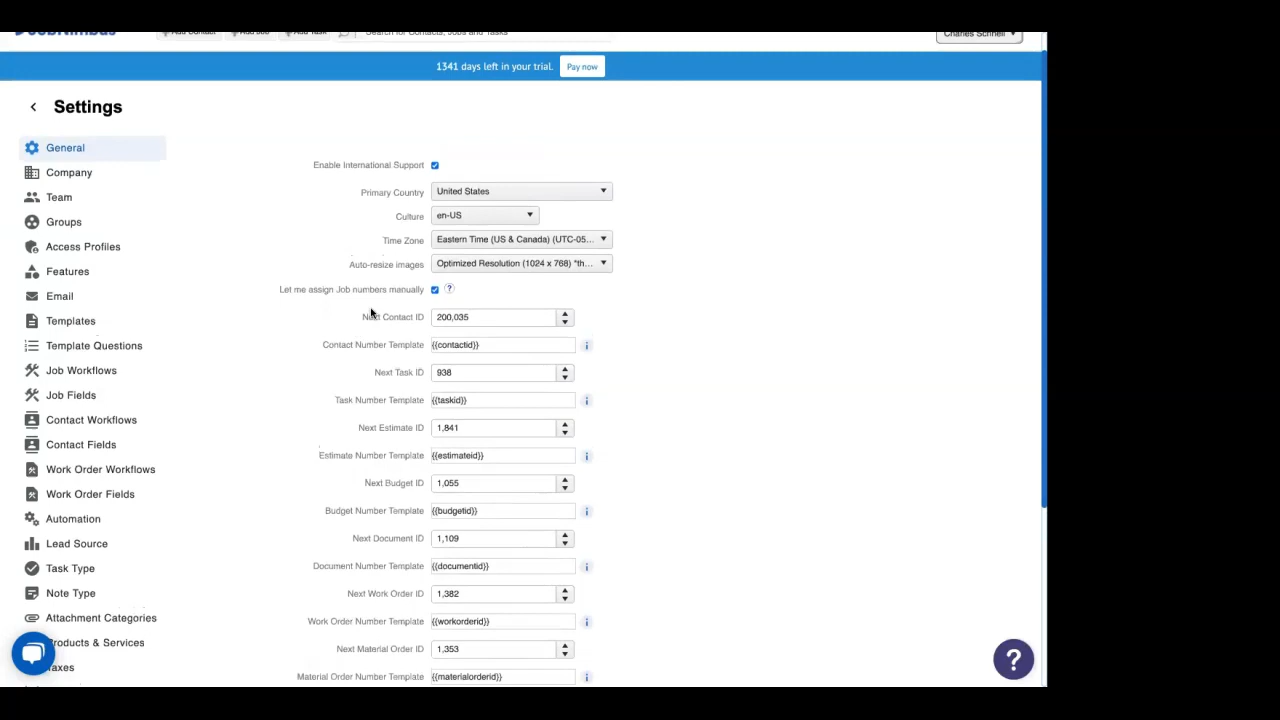 JobNimbus
Add Contact Add Job Add Task Search for Contacts, Jobs and Tasks Charles Schnell
1341 days left in your trial. Pay now
Settings
General
Company
Team
Groups
Access Profiles
Features
Email
Templates
Template Questions
Job Workflows
Job Fields
Contact Workflows
Contact Fields
Work Order Workflows
Work Order Fields
Automation
Lead Source
Task Type
Note Type
Attachment Categories
Products & Services
Taxes
Enable International Support
Primary Country United States
Culture en-US
Time Zone Eastern Time (US & Canada) (UTC-05...
Auto-resize images Optimized Resolution (1024 x 768) "th...
Let me assign Job numbers manually ?
Next Contact ID 200,035
Contact Number Template {{contactid}} i
Next Task ID 938
Task Number Template {{taskid}} i
Next Estimate ID 1,841
Estimate Number Template {{estimateid}} i
Next Budget ID 1,055
Budget Number Template {{budgetid}} i
Next Document ID 1,109
Document Number Template {{documentid}} i
Next Work Order ID 1,382
Work Order Number Template {{workorderid}} i
Next Material Order ID 1,353
Material Order Number Template {{materialorderid}} i
?